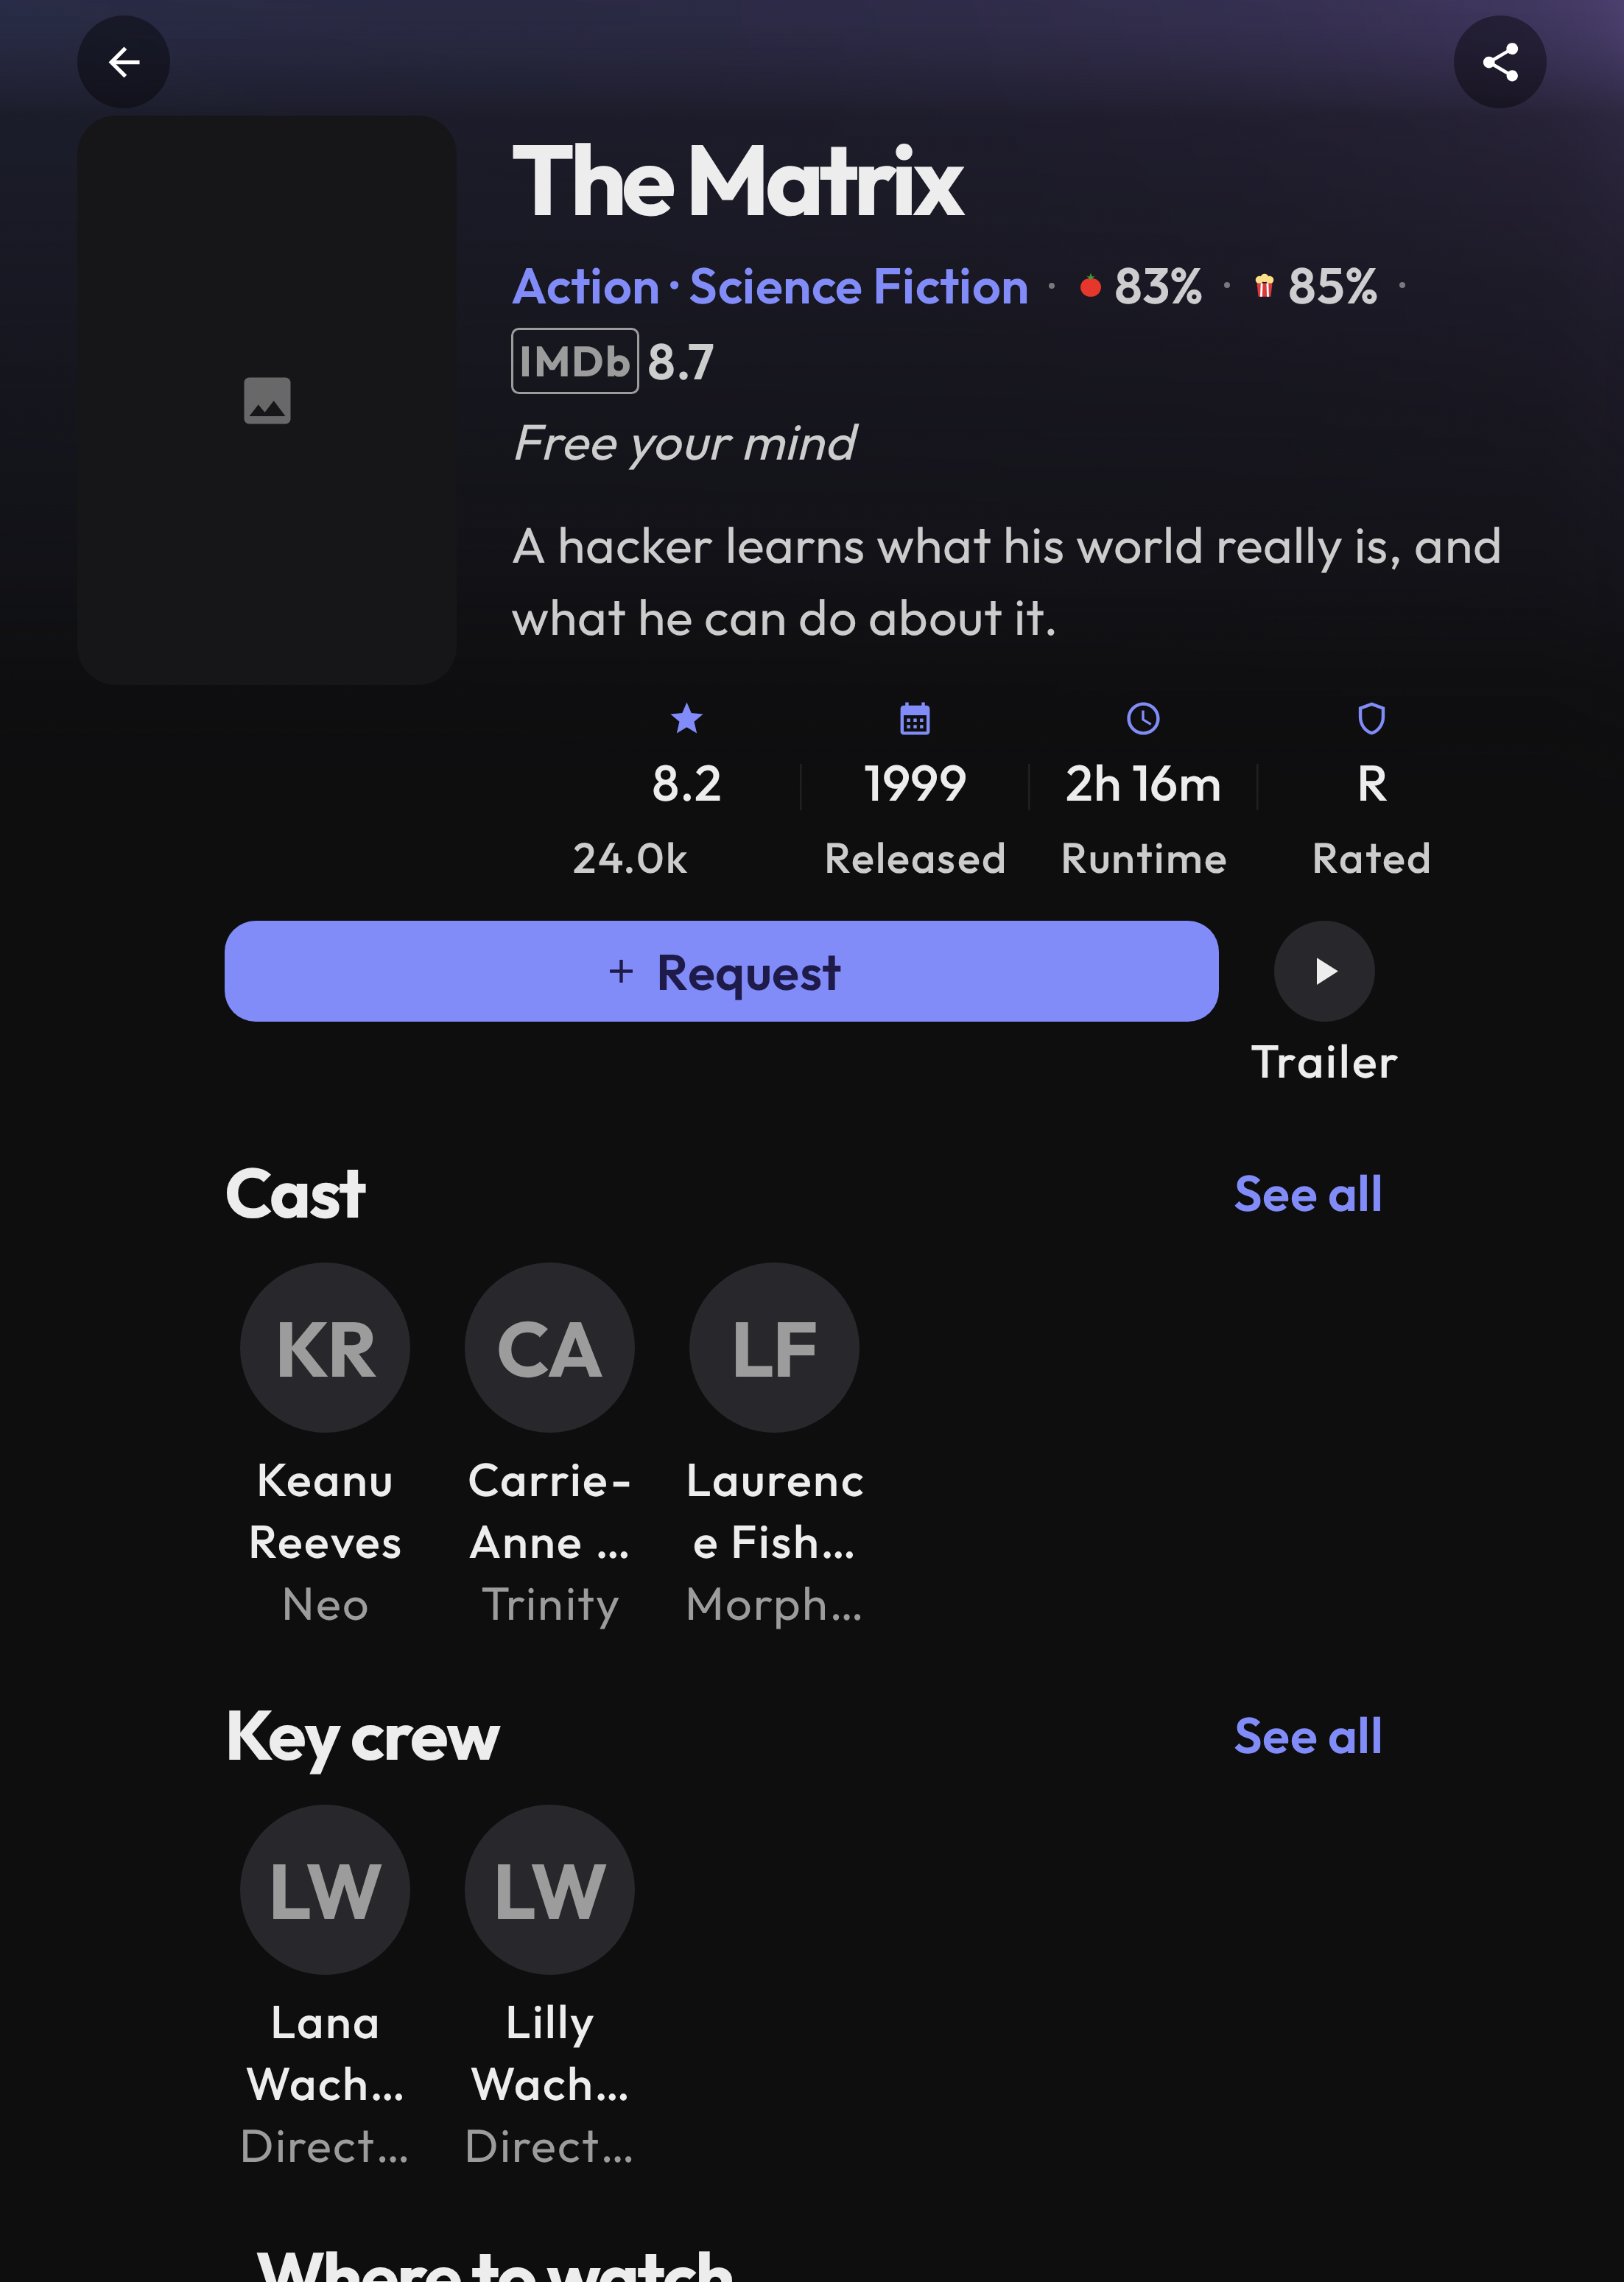 The Matrix
Action · Science Fiction · 83% · 85% ·
IMDb 8.7
Free your mind
A hacker learns what his world really is, and
what he can do about it.
8.2 1999 2h 16m R
24.0k Released Runtime Rated
+ Request
Trailer
Cast See all
KR CA LF
Keanu Carrie- Laurenc
Reeves Anne … e Fish…
Neo Trinity Morph…
Key crew See all
LW LW
Lana Lilly
Wach… Wach…
Direct… Direct…
Where to watch